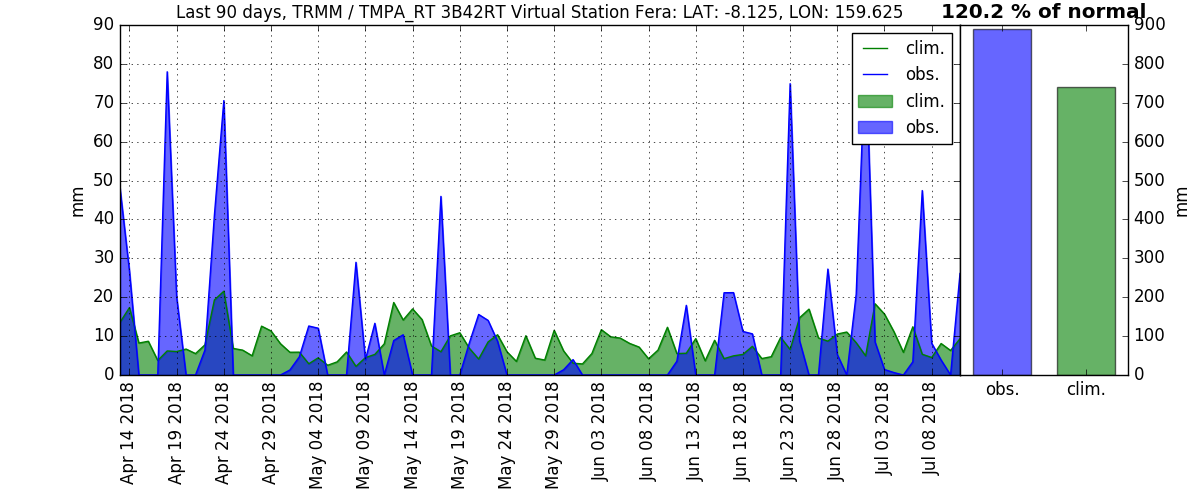 Last 90 days, TRMM / TMPA_RT 3B42RT Virtual Station Fera: LAT: -8.125, LON: 159.625
120.2 % of normal
90
80
70
60
50
40
30
20
10
0
mm
clim.
obs.
clim.
obs.
900
800
700
600
500
400
300
200
100
0
mm
Apr 14 2018
Apr 19 2018
Apr 24 2018
Apr 29 2018
May 04 2018
May 09 2018
May 14 2018
May 19 2018
May 24 2018
May 29 2018
Jun 03 2018
Jun 08 2018
Jun 13 2018
Jun 18 2018
Jun 23 2018
Jun 28 2018
Jul 03 2018
Jul 08 2018
obs.
clim.